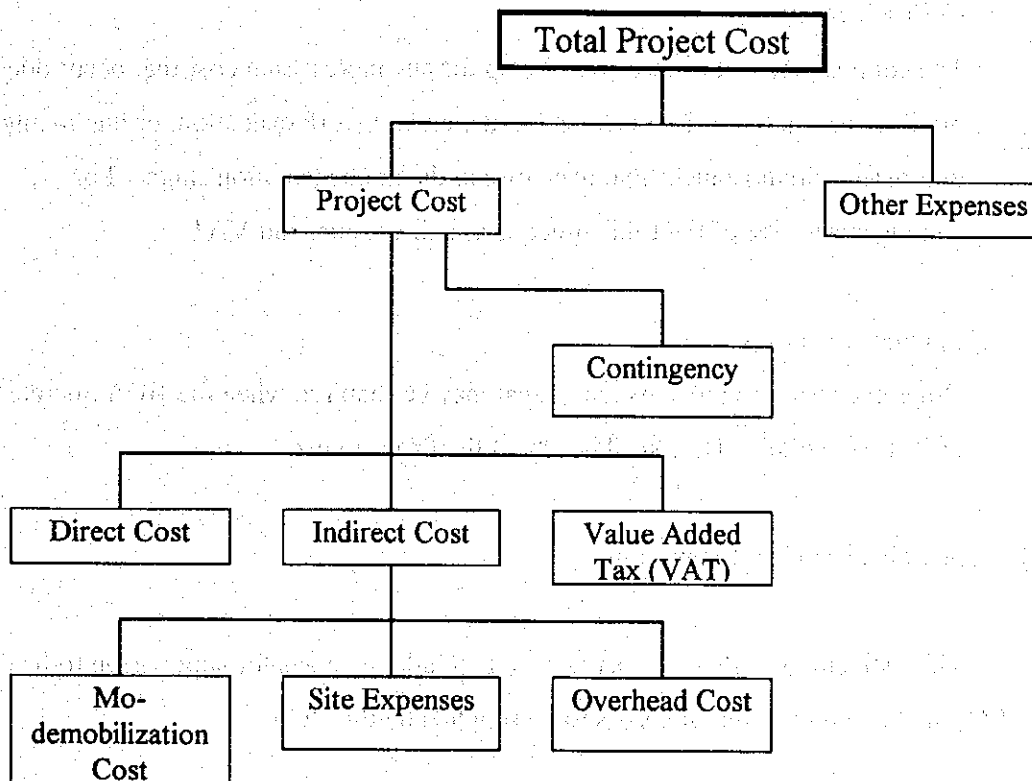 Total Project Cost
Project Cost
Other Expenses
Contingency
Direct Cost
Indirect Cost
Value Added
Tax (VAT)
Mo-
demobilization
Cost
Site Expenses
Overhead Cost